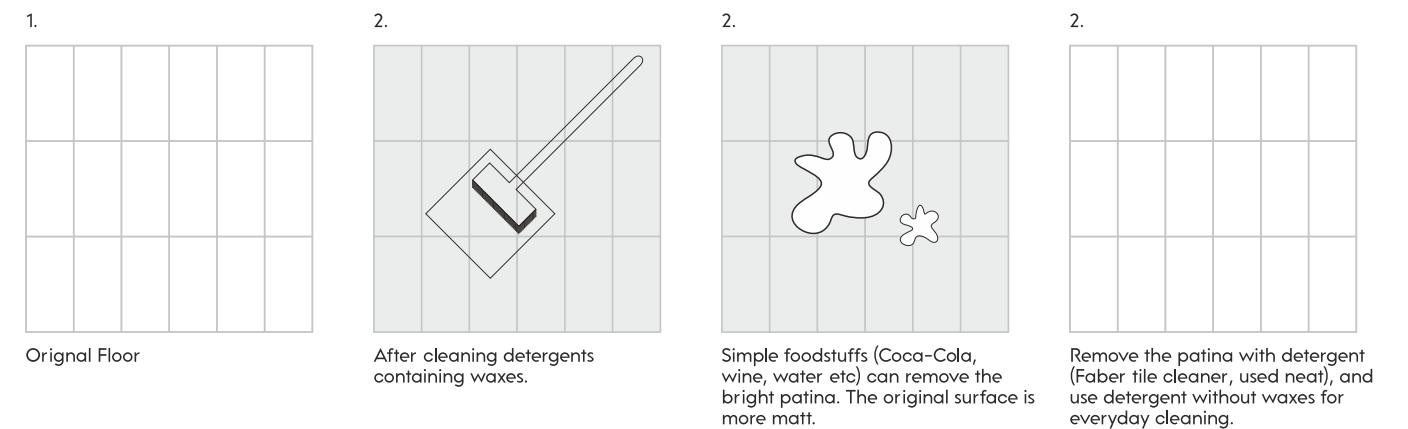 1.
Orignal Floor
2.
After cleaning detergents
containing waxes.
2.
Simple foodstuffs (Coca-Cola,
wine, water etc) can remove the
bright patina. The original surface is
more matt.
2.
Remove the patina with detergent
(Faber tile cleaner, used neat), and
use detergent without waxes for
everyday cleaning.